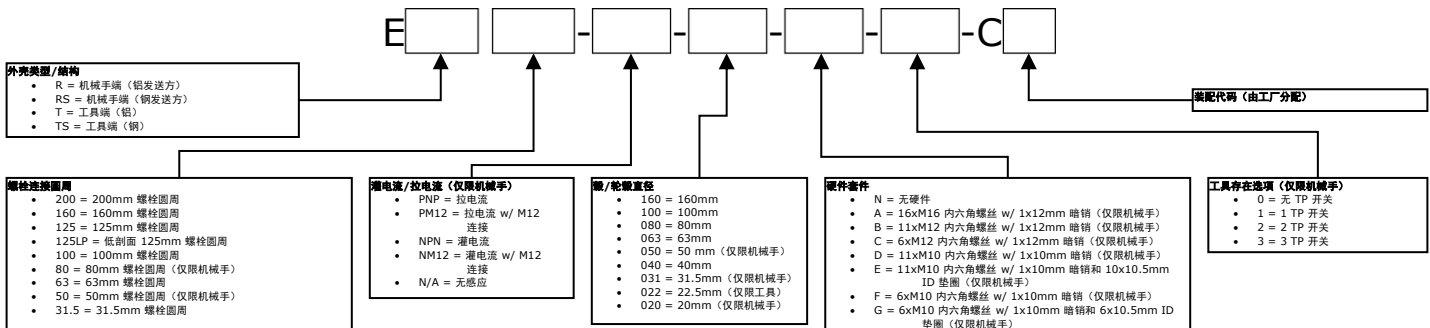 E - - - - -C
外壳类型/结构
• R = 机械手端（铝发送方）
• RS = 机械手端（钢发送方）
• T = 工具端（铝）
• TS = 工具端（钢）
装配代码（由工厂分配）
螺栓连接圆周
• 200 = 200mm 螺栓圆周
• 160 = 160mm 螺栓圆周
• 125 = 125mm 螺栓圆周
• 125LP = 低剖面 125mm 螺栓圆周
• 100 = 100mm 螺栓圆周
• 80 = 80mm 螺栓圆周（仅限机械手）
• 63 = 63mm 螺栓圆周
• 50 = 50mm 螺栓圆周（仅限机械手）
• 31.5 = 31.5mm 螺栓圆周
灌电流/拉电流（仅限机械手）
• PNP = 拉电流
• PM12 = 拉电流 w/ M12
连接
• NPN = 灌电流
• NM12 = 灌电流 w/ M12
连接
• N/A = 无感应
毂/轮毂直径
• 160 = 160mm
• 100 = 100mm
• 080 = 80mm
• 063 = 63mm
• 050 = 50 mm（仅限机械手）
• 040 = 40mm
• 031 = 31.5mm（仅限机械手）
• 022 = 22.5mm（仅限工具）
• 020 = 20mm（仅限机械手）
硬件套件
• N = 无硬件
• A = 16xM16 内六角螺丝 w/ 1x12mm 暗销（仅限机械手）
• B = 11xM12 内六角螺丝 w/ 1x12mm 暗销（仅限机械手）
• C = 6xM12 内六角螺丝 w/ 1x12mm 暗销（仅限机械手）
• D = 11xM10 内六角螺丝 w/ 1x10mm 暗销（仅限机械手）
• E = 11xM10 内六角螺丝 w/ 1x10mm 暗销和 10x10.5mm
ID 垫圈（仅限机械手）
• F = 6xM10 内六角螺丝 w/ 1x10mm 暗销（仅限机械手）
• G = 6xM10 内六角螺丝 w/ 1x10mm 暗销和 6x10.5mm ID
垫圈（仅限机械手）
工具存在选项（仅限机械手）
• 0 = 无 TP 开关
• 1 = 1 TP 开关
• 2 = 2 TP 开关
• 3 = 3 TP 开关